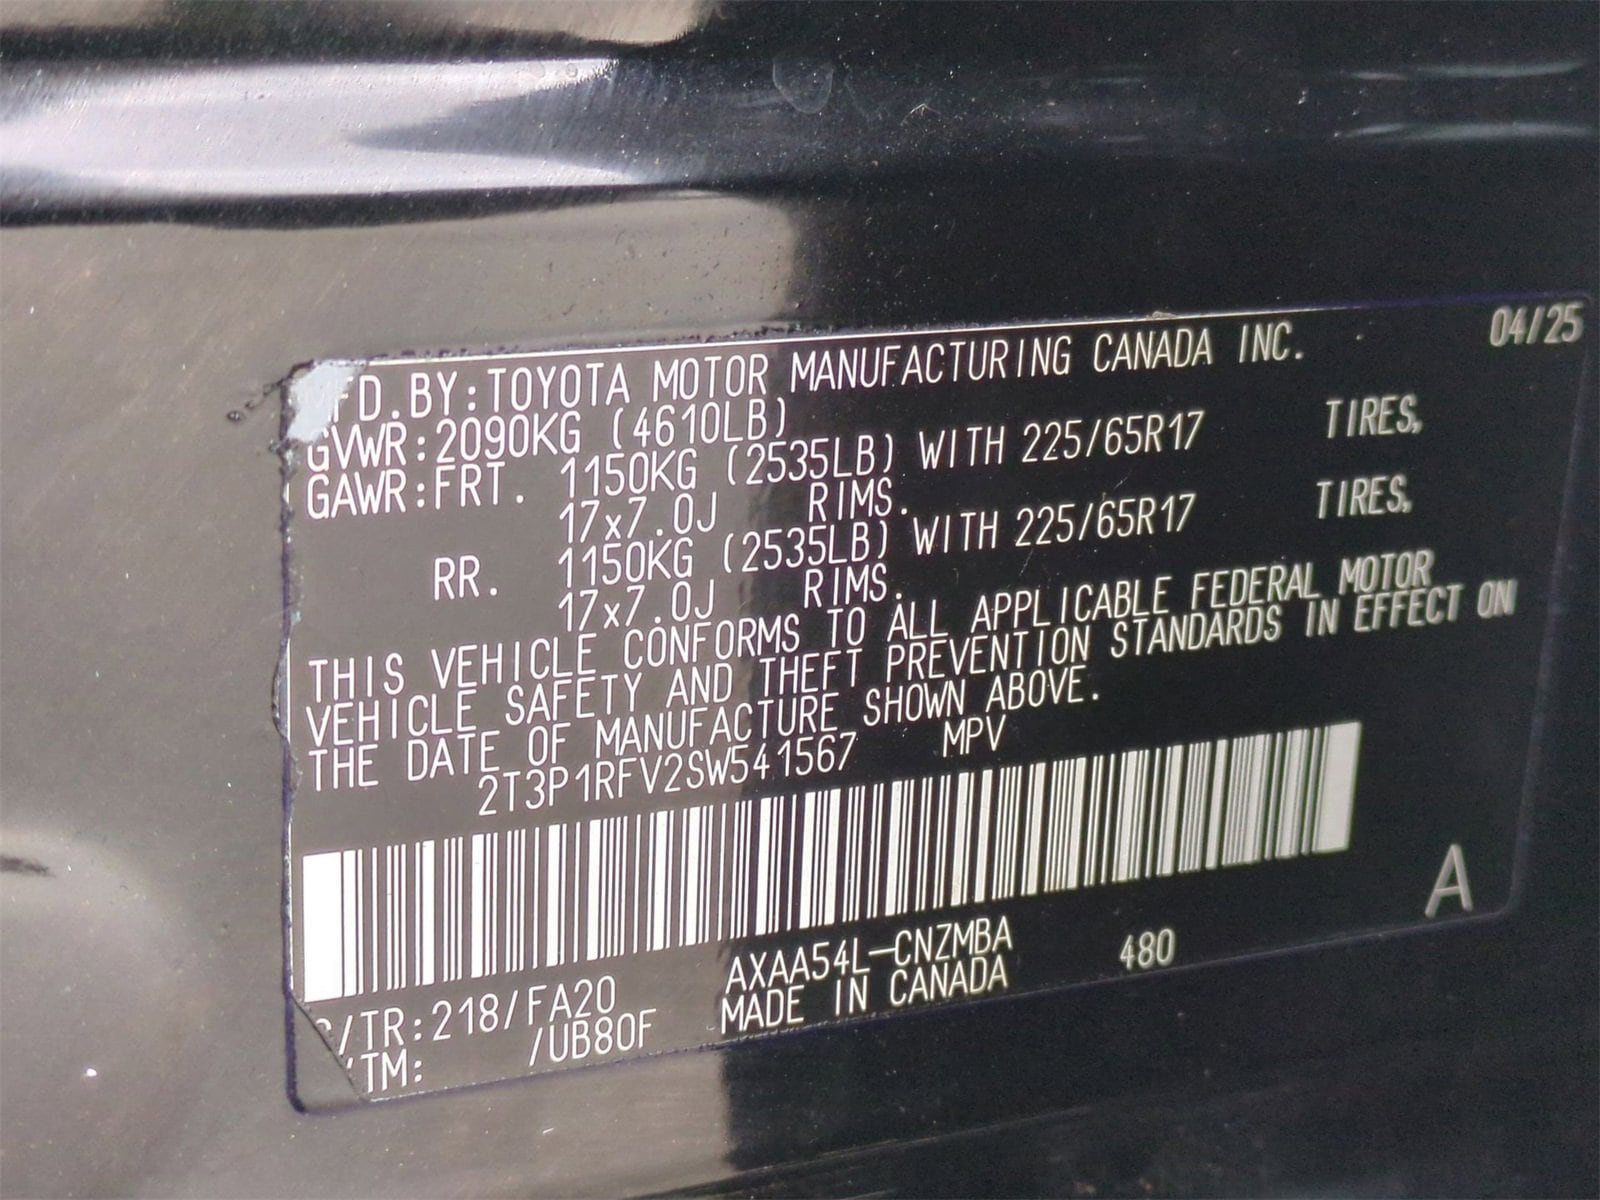 FD. BY: TOYOTA MOTOR MANUFACTURING CANADA INC. 04/25
GVWR: 2090KG (4610LB)
GAWR: FRT. 1150KG (2535LB) WITH 225/65R17 TIRES,
17x7.0J RIMS.
RR. 1150KG (2535LB) WITH 225/65R17 TIRES,
17x7.0J RIMS.
THIS VEHICLE CONFORMS TO ALL APPLICABLE FEDERAL MOTOR
VEHICLE SAFETY AND THEFT PREVENTION STANDARDS IN EFFECT ON
THE DATE OF MANUFACTURE SHOWN ABOVE.
2T3P1RFV2SW541567 MPV
A
/TR: 218/FA20 AXAA54L-CNZMBA 480
/TM: /UB80F MADE IN CANADA